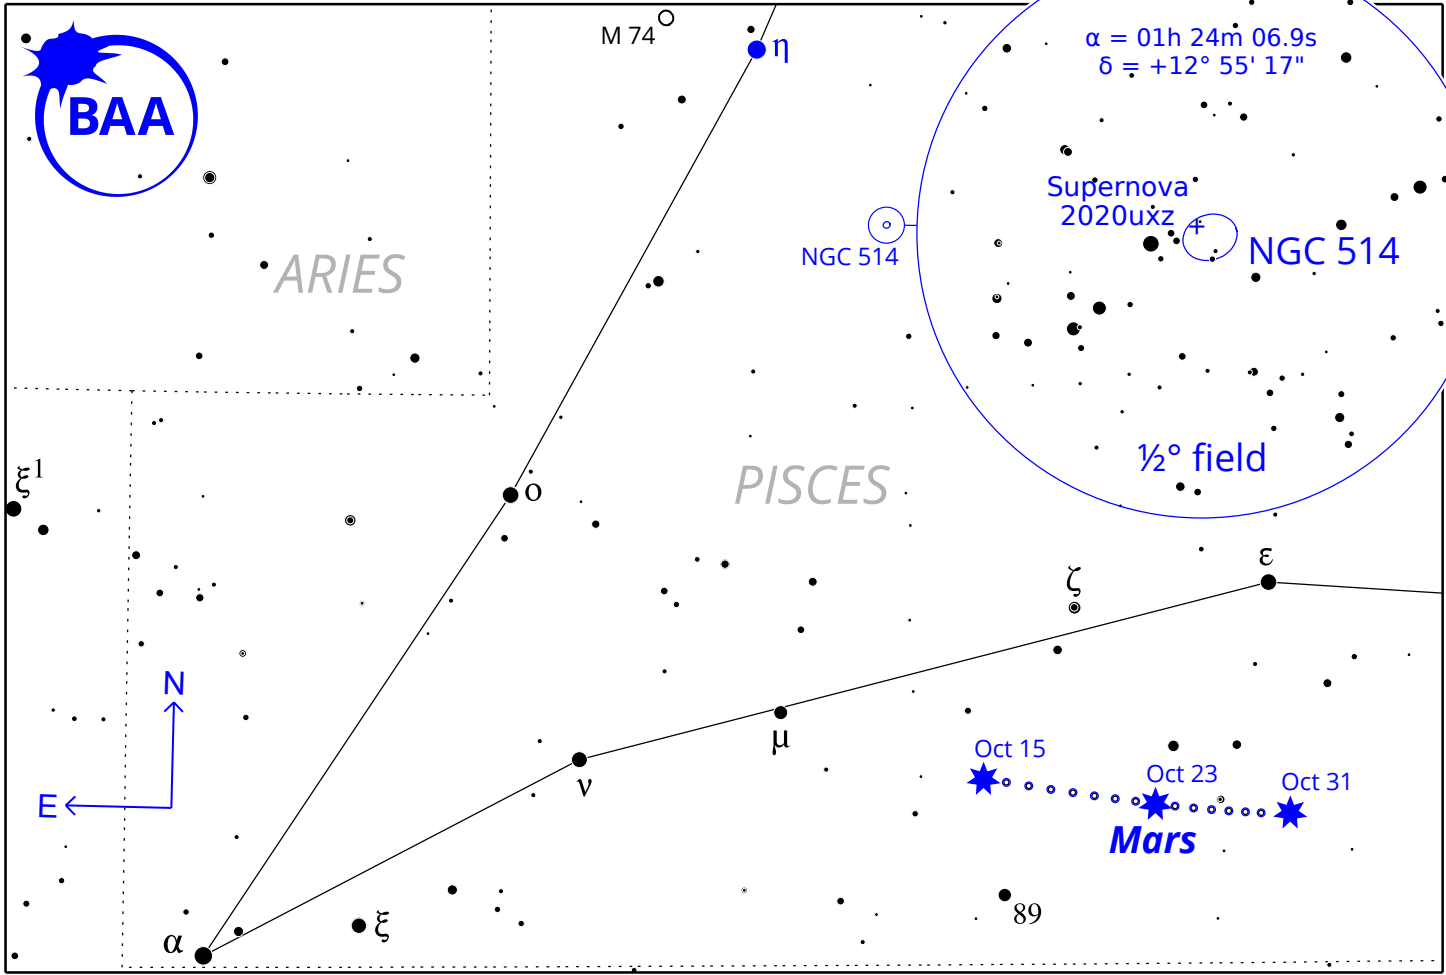 M 74
η
α = 01h 24m 06.9s
δ = +12° 55' 17"
BAA
Supernova
2020uxz
NGC 514
NGC 514
ARIES
PISCES
½° field
ξ¹
ο
ε
ζ
N
E
μ
ν
Oct 15
Oct 23
Oct 31
Mars
89
ξ
α